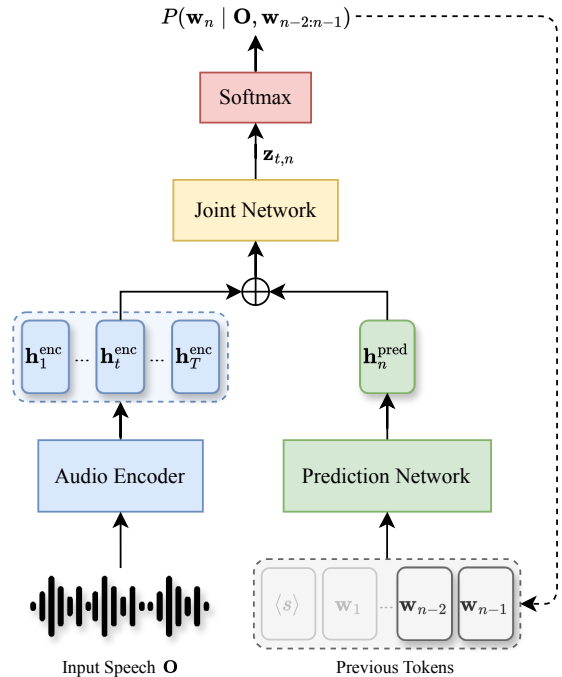 P(w_n | O, w_{n−2:n−1})
Softmax
z_{t,n}
Joint Network
h_1^{enc} ... h_t^{enc} ... h_T^{enc}
h_n^{pred}
Audio Encoder
Prediction Network
⟨s⟩ w_1 ... w_{n−2} w_{n−1}
Input Speech O
Previous Tokens